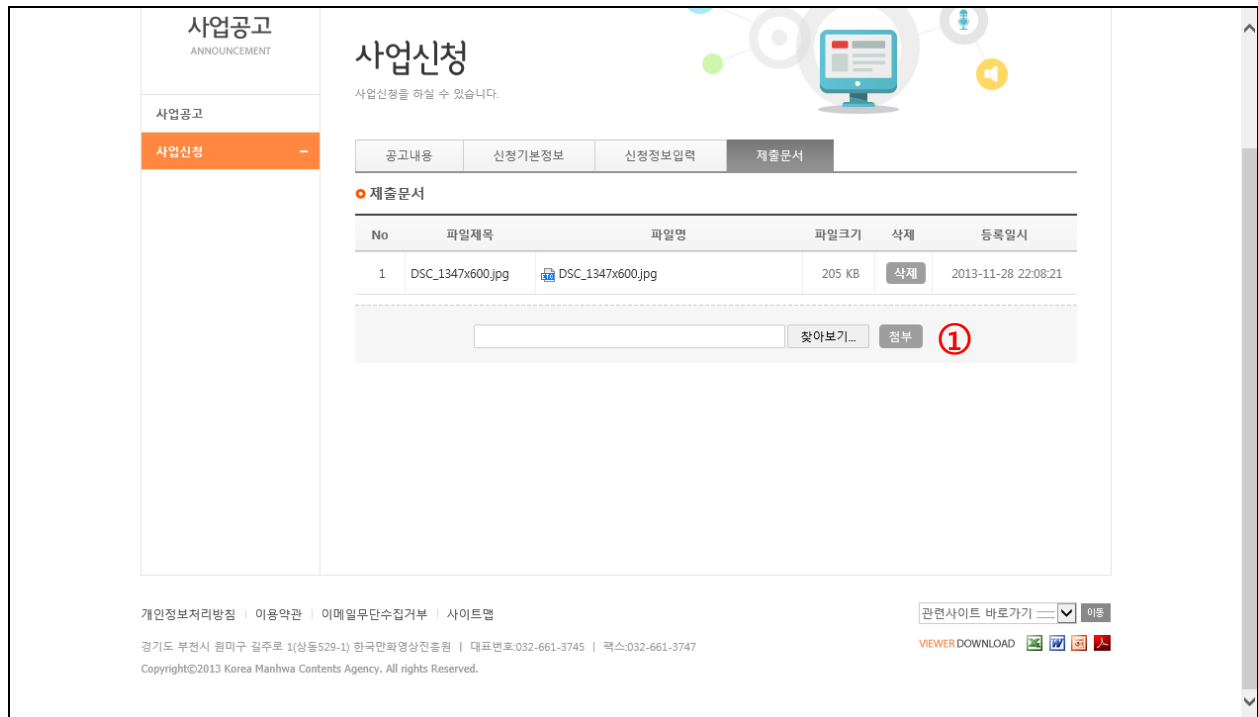 사업공고
ANNOUNCEMENT
사업공고
사업신청
사업신청
사업신청을 하실 수 있습니다.
공고내용 신청기본정보 신청정보입력 제출문서
제출문서
No 파일제목 파일명 파일크기 삭제 등록일시
1 DSC_1347x600.jpg DSC_1347x600.jpg 205 KB 삭제 2013-11-28 22:08:21
찾아보기... 첨부 ①
개인정보처리방침 | 이용약관 | 이메일무단수집거부 | 사이트맵
관련사이트 바로가기 ------ 이동
경기도 부천시 원미구 길주로 1(상동529-1) 한국만화영상진흥원 | 대표번호:032-661-3745 | 팩스:032-661-3747
VIEWER DOWNLOAD
Copyright©2013 Korea Manhwa Contents Agency. All rights Reserved.